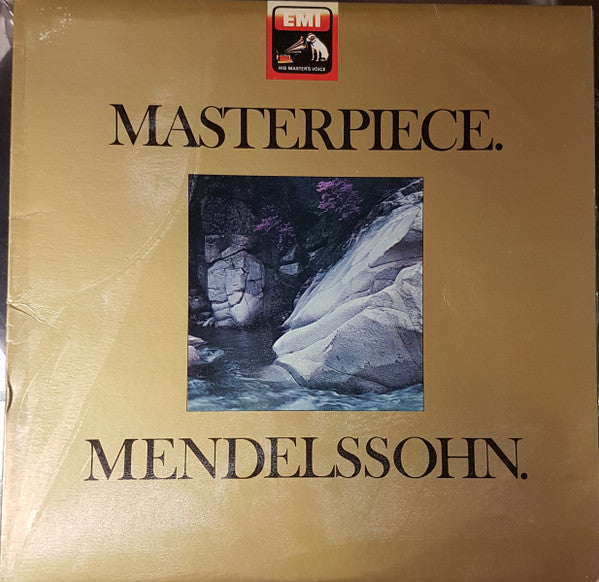 EMI
HIS MASTER'S VOICE
MASTERPIECE.
MENDELSSOHN.